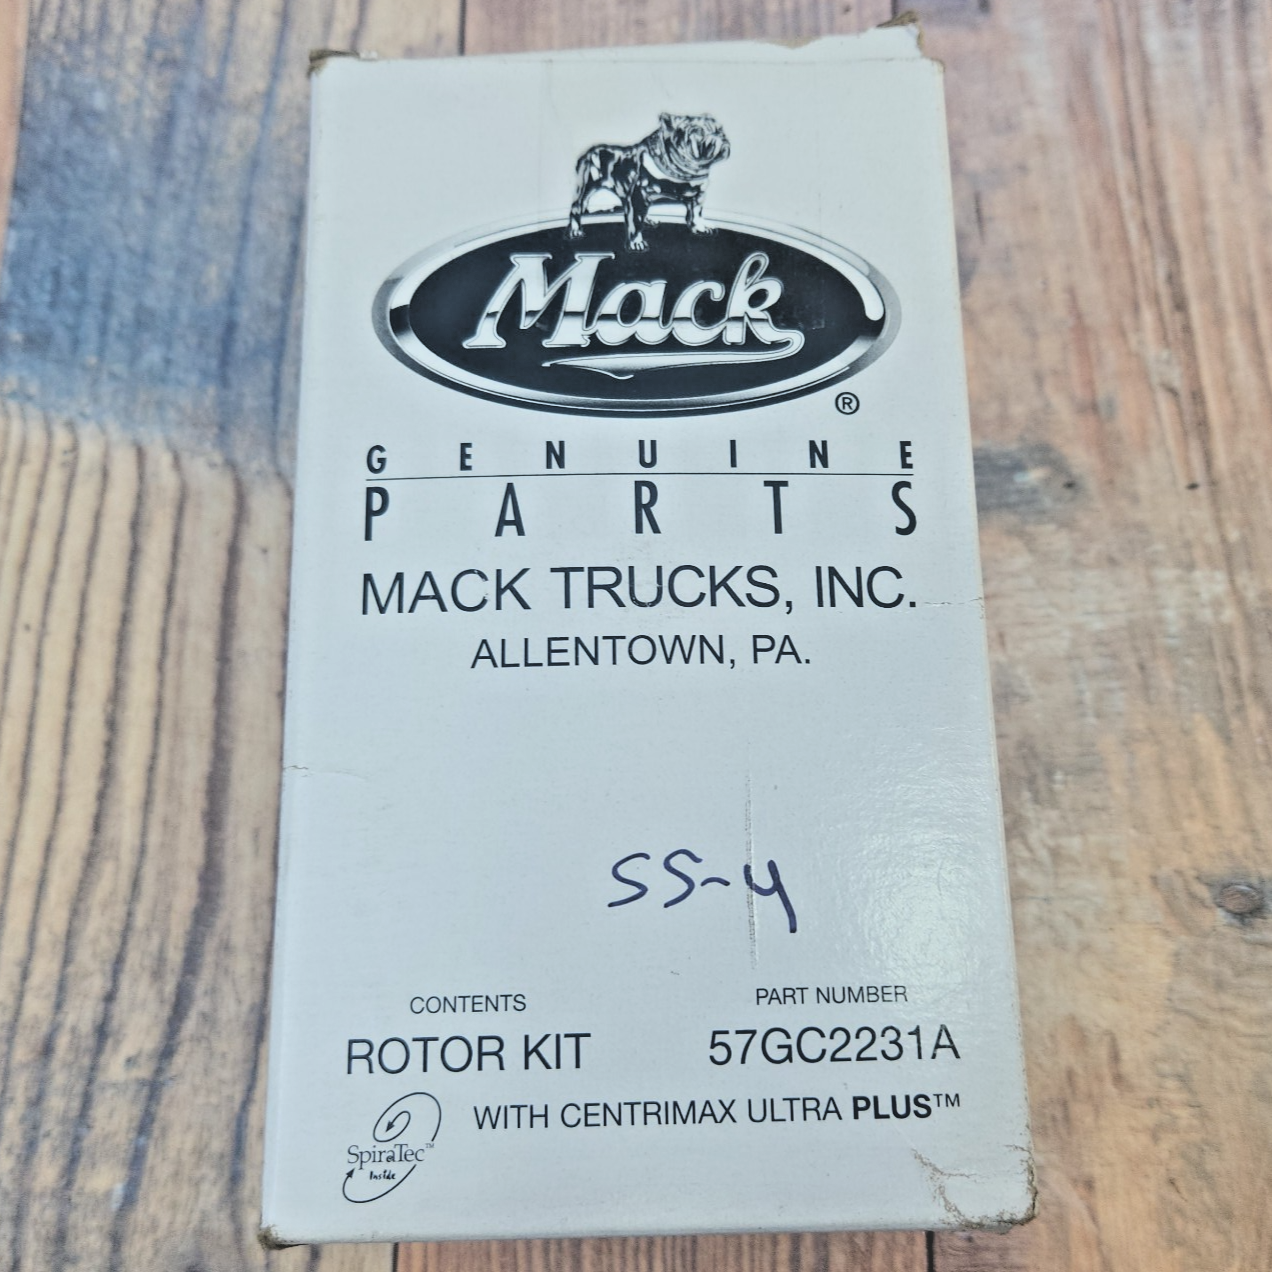 Mack
®
GENUINE
PARTS
MACK TRUCKS, INC.
ALLENTOWN, PA.
SS-4
CONTENTS
ROTOR KIT
PART NUMBER
57GC2231A
WITH CENTRIMAX ULTRA PLUS™
SpiraTec™
Inside